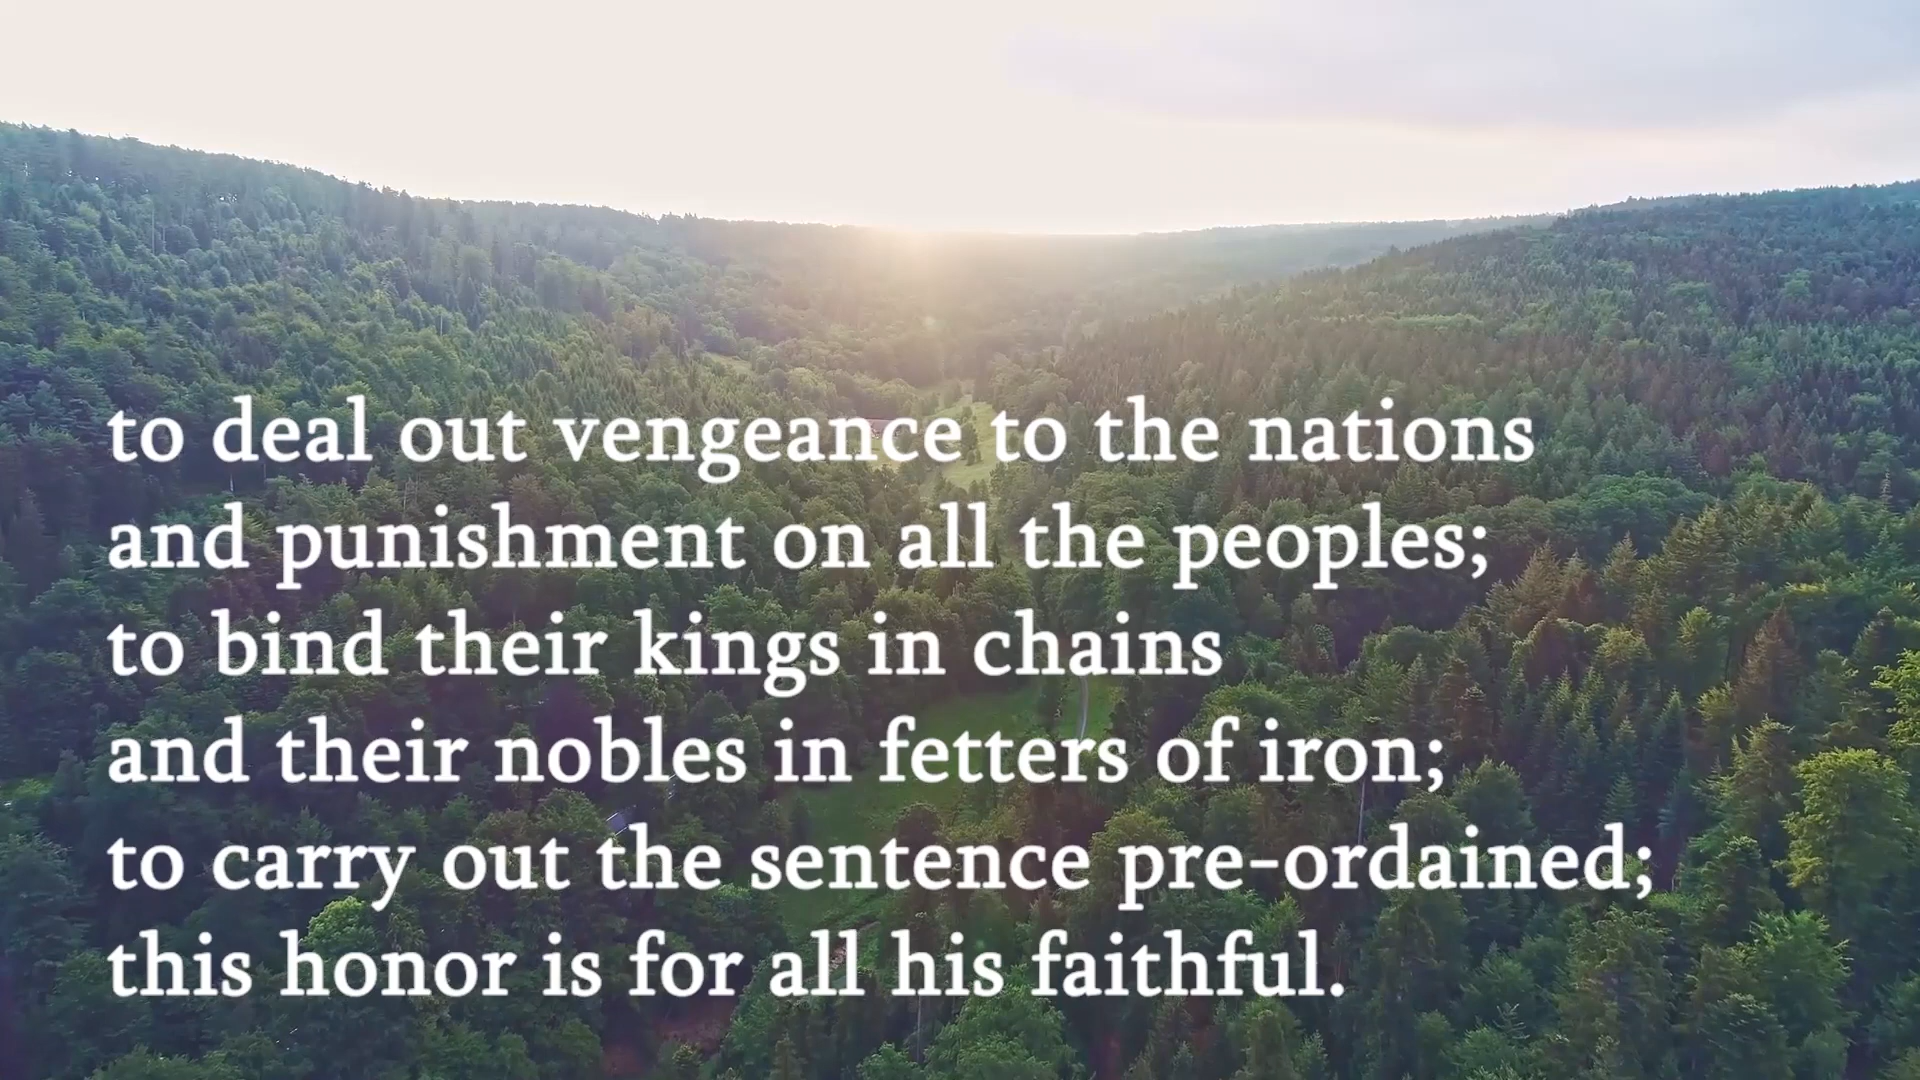 to deal out vengeance to the nations
and punishment on all the peoples;
to bind their kings in chains
and their nobles in fetters of iron;
to carry out the sentence pre-ordained;
this honor is for all his faithful.